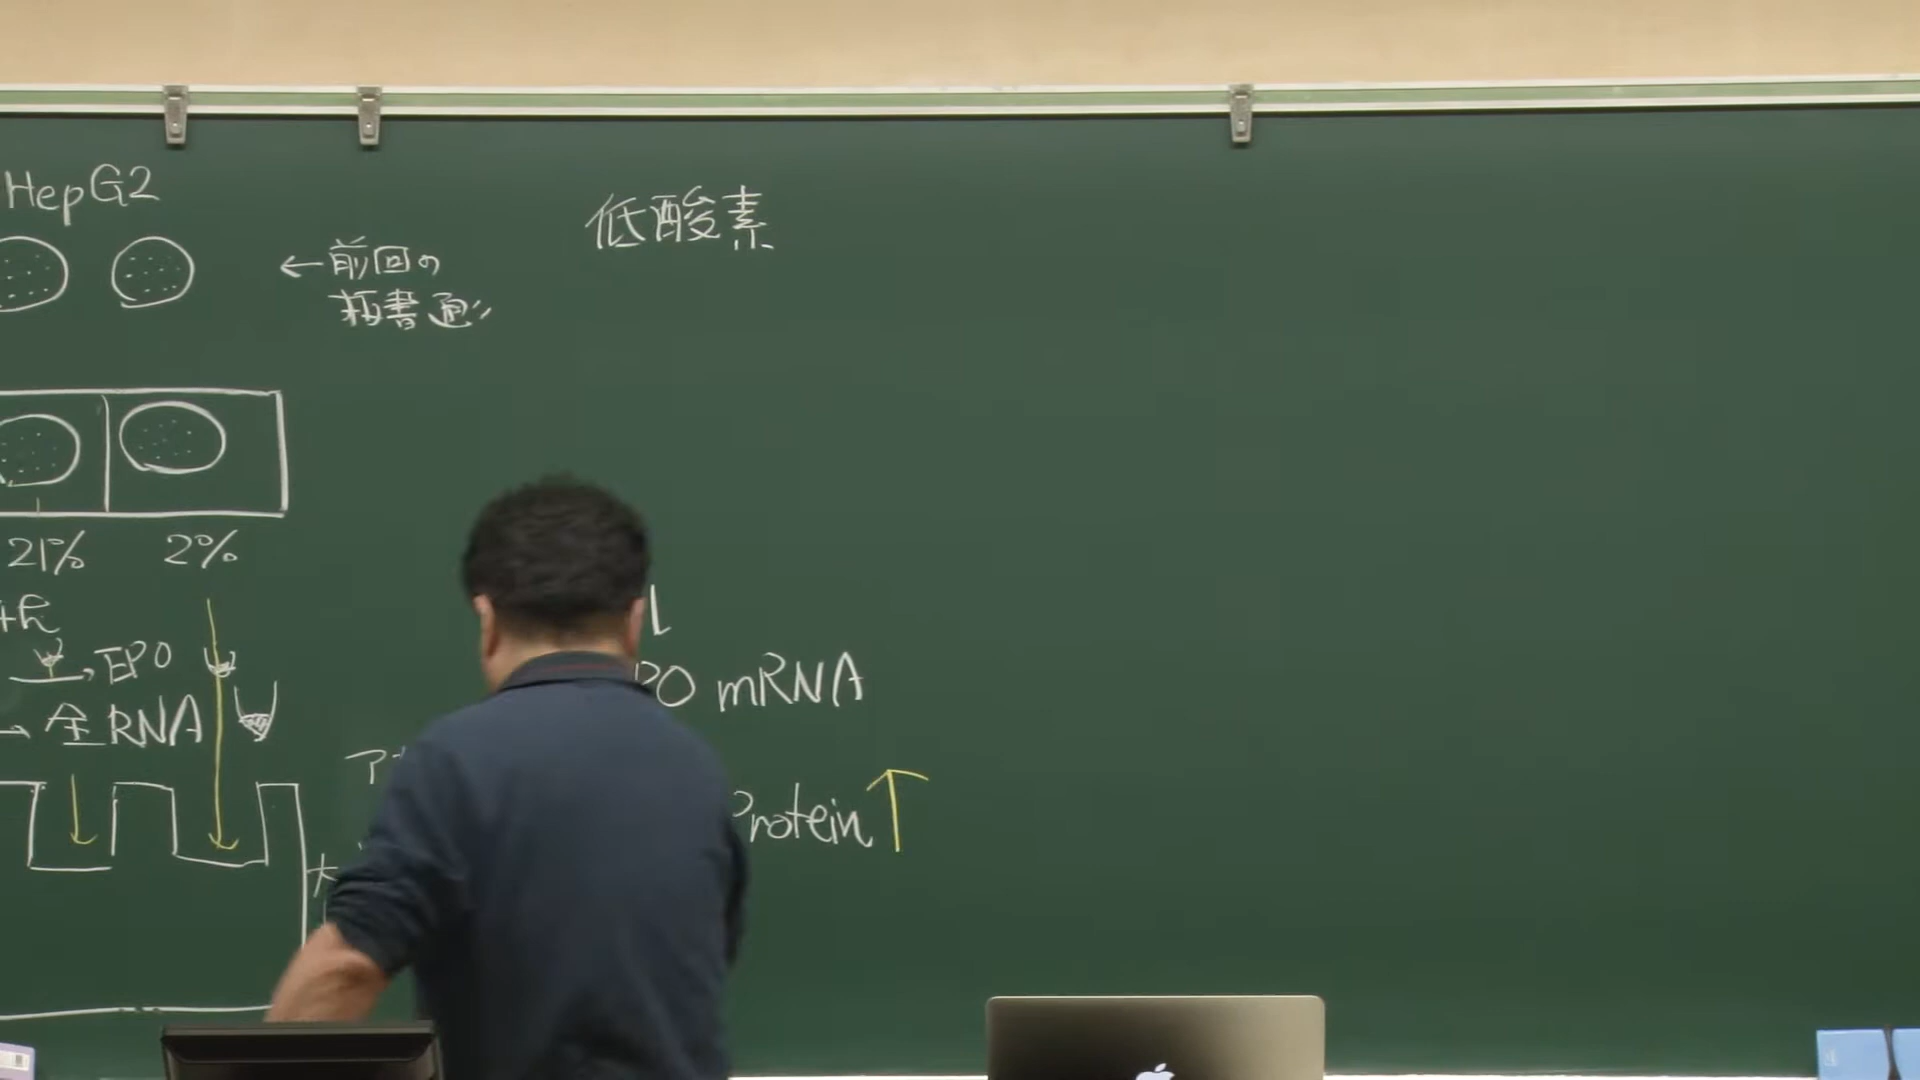 HepG2
←前回の
板書通り
低酸素
21%
2%
+h
→EPO
→全RNA
PO mRNA
Protein↑